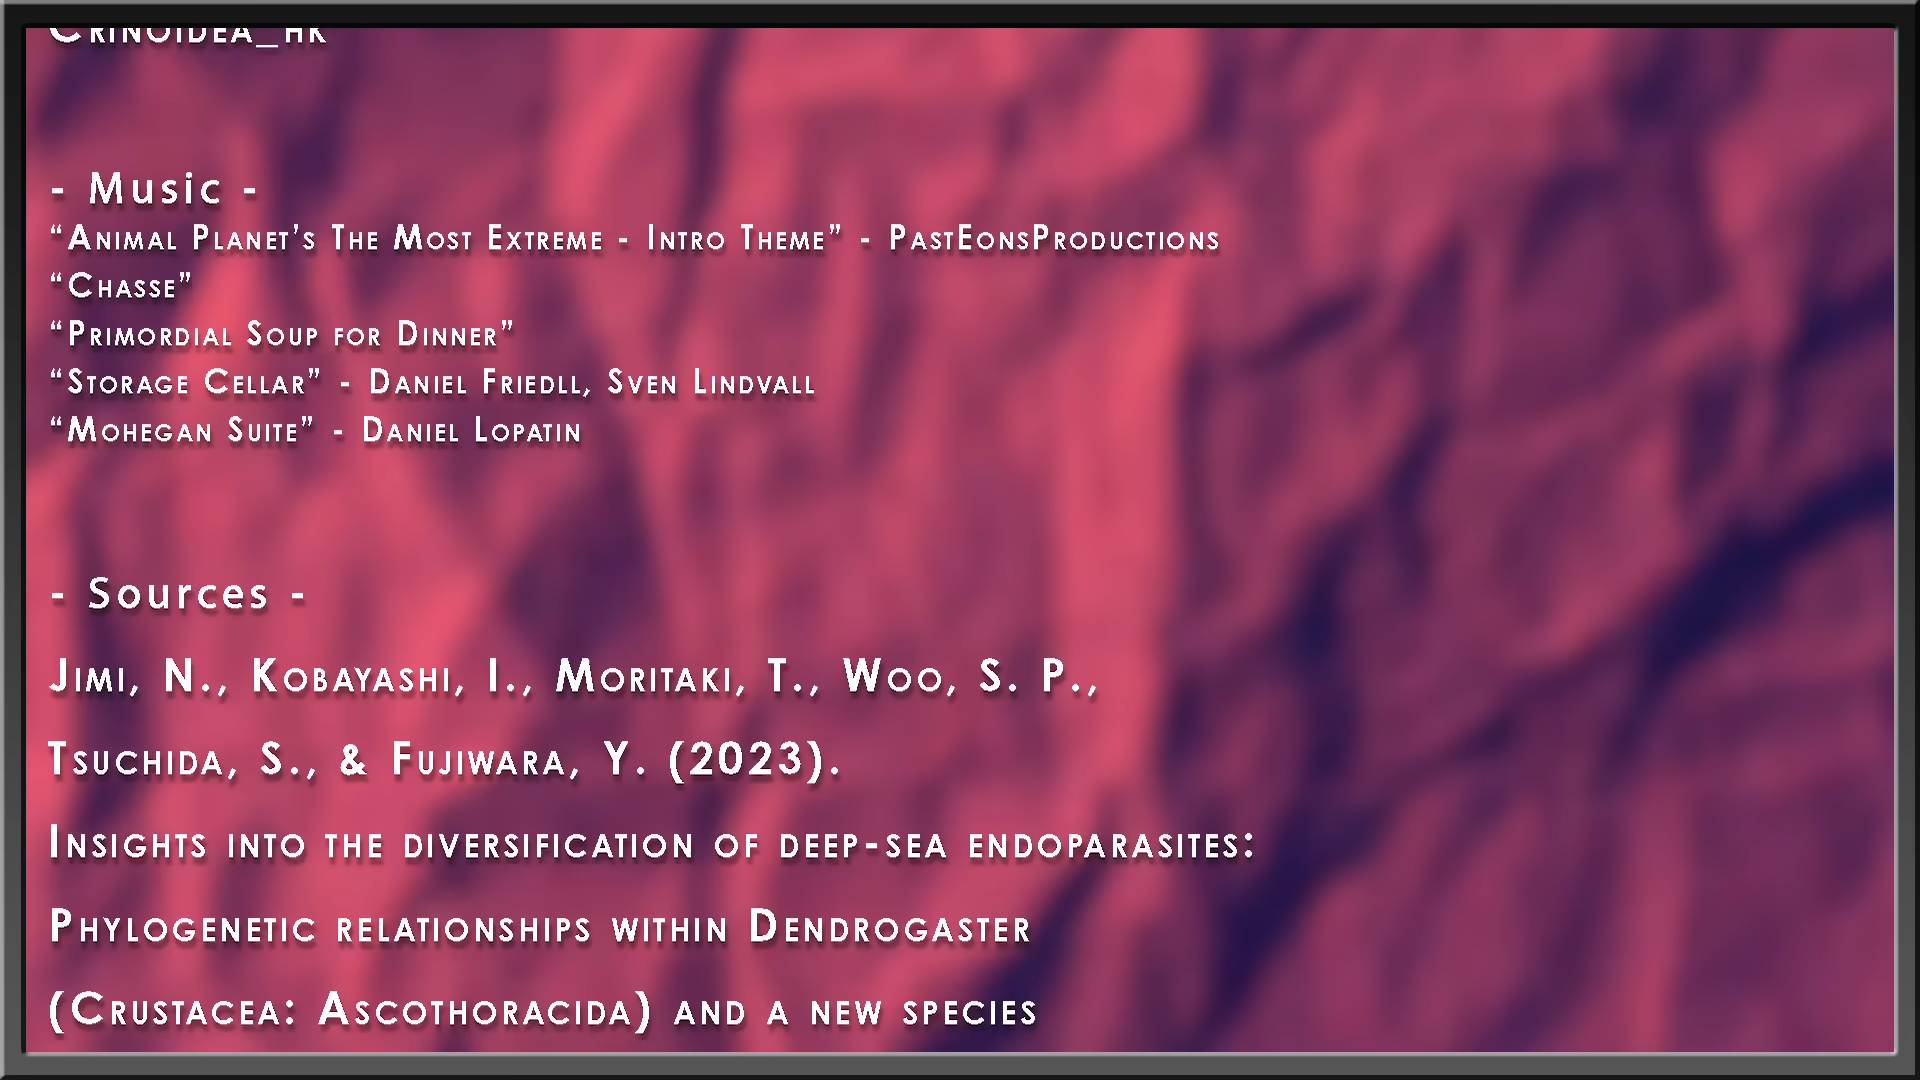 Crinoidea_HK
- Music -
“Animal Planet’s The Most Extreme - Intro Theme” - PastEonsProductions
“Chasse”
“Primordial Soup for Dinner”
“Storage Cellar” - Daniel Friedll, Sven Lindvall
“Mohegan Suite” - Daniel Lopatin
- Sources -
Jimi, N., Kobayashi, I., Moritaki, T., Woo, S. P.,
Tsuchida, S., & Fujiwara, Y. (2023).
Insights into the diversification of deep-sea endoparasites:
Phylogenetic relationships within Dendrogaster
(Crustacea: Ascothoracida) and a new species